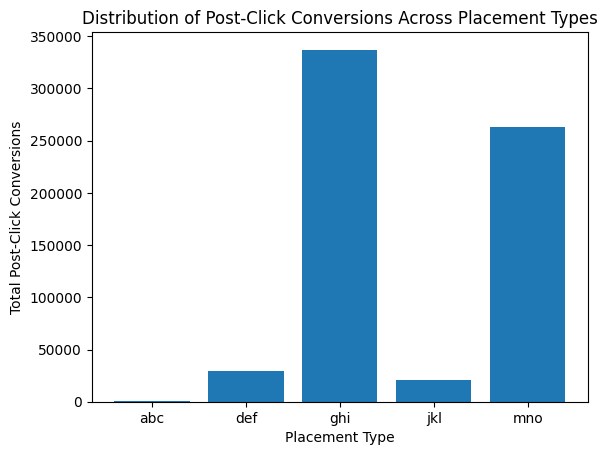 Distribution of Post-Click Conversions Across Placement Types
350000
300000
250000
200000
150000
100000
50000
0
Total Post-Click Conversions
abc def ghi jkl mno
Placement Type